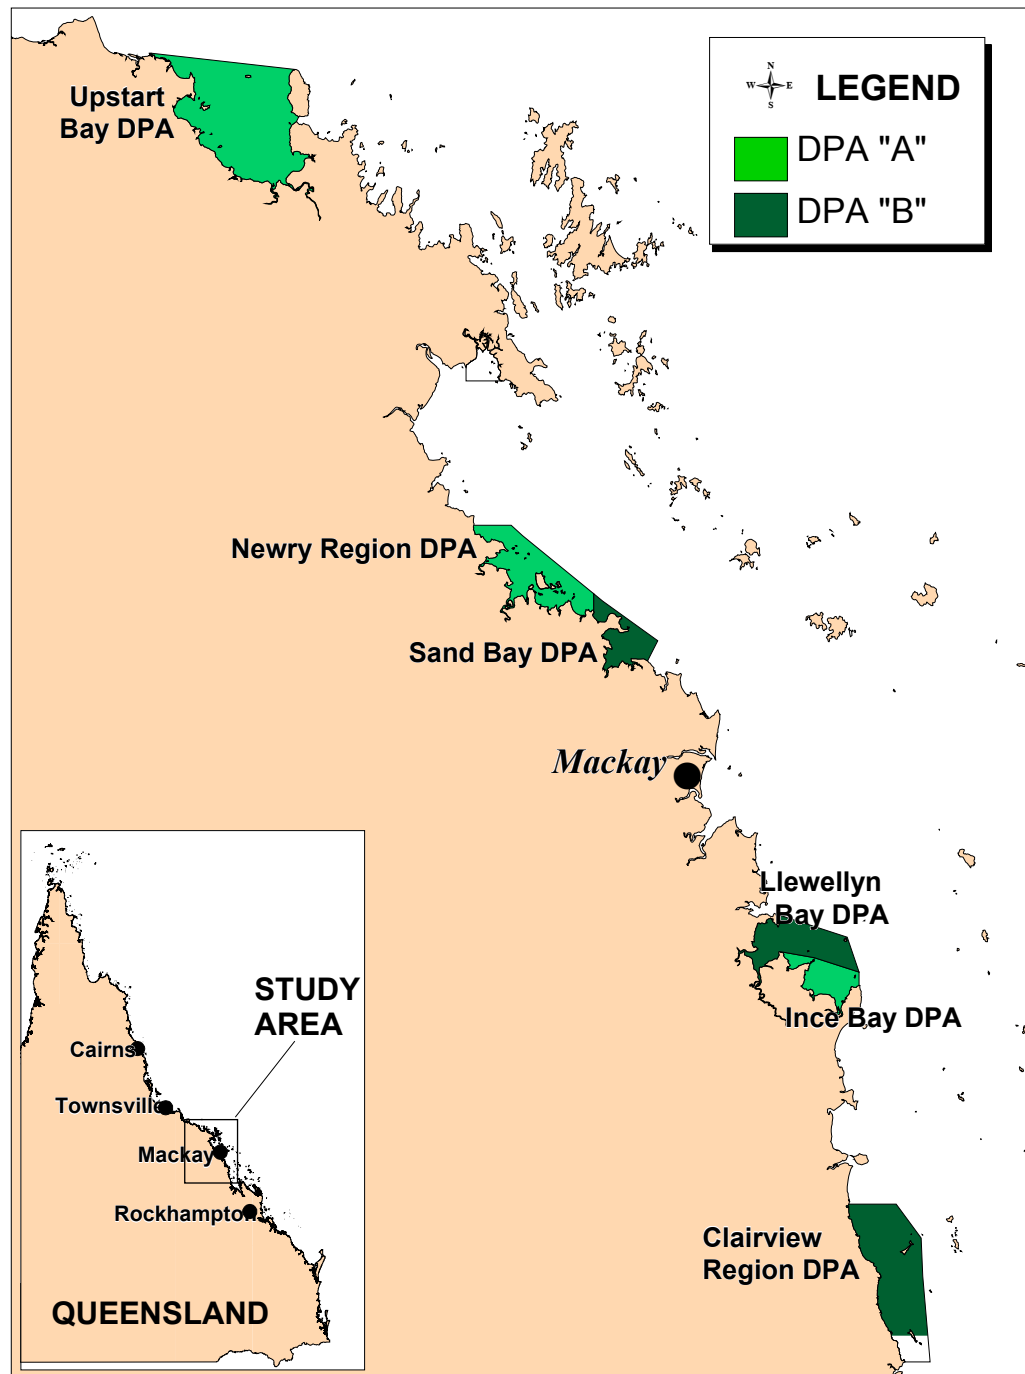 Upstart
Bay DPA
N
W E
S
LEGEND
DPA "A"
DPA "B"
Newry Region DPA
Sand Bay DPA
Mackay
Llewellyn
Bay DPA
Ince Bay DPA
Clairview
Region DPA
STUDY
AREA
Cairns
Townsville
Mackay
Rockhampton
QUEENSLAND